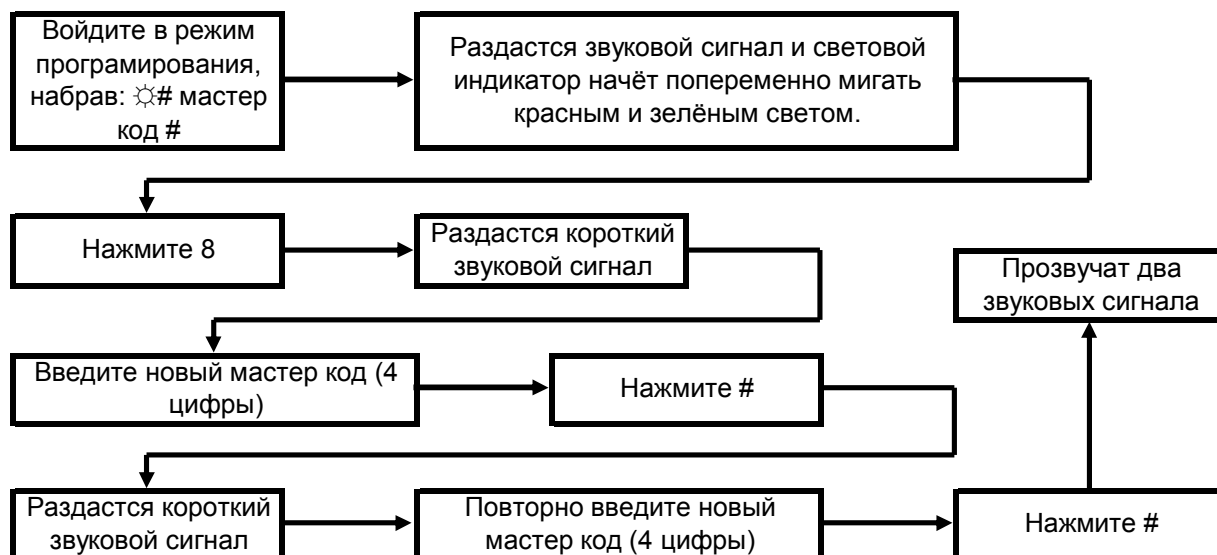 Войдите в режим
програмирования,
набрав: ☼# мастер
код #
Раздастся звуковой сигнал и световой
индикатор начёт попеременно мигать
красным и зелёным светом.
Нажмите 8
Раздастся короткий
звуковой сигнал
Введите новый мастер код (4
цифры)
Нажмите #
Раздастся короткий
звуковой сигнал
Повторно введите новый
мастер код (4 цифры)
Нажмите #
Прозвучат два
звуковых сигнала